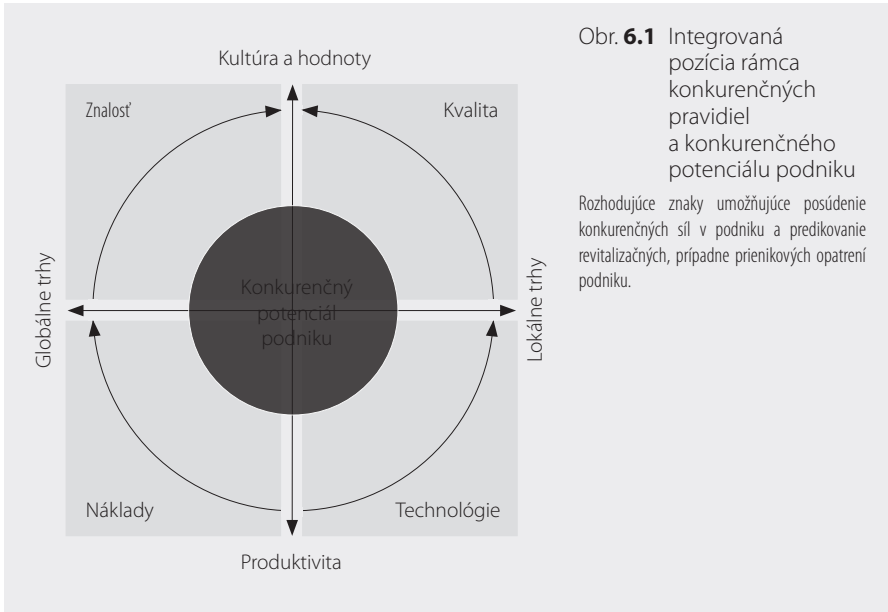 Kultúra a hodnoty
Znalosť
Kvalita
Globálne trhy
Konkurenčný
potenciál
podniku
Lokálne trhy
Náklady
Technológie
Produktivita
Obr. 6.1 Integrovaná
pozícia rámca
konkurenčných
pravidiel
a konkurenčného
potenciálu podniku
Rozhodujúce znaky umožňujúce posúdenie
konkurenčných síl v podniku a predikovanie
revitalizačných, prípadne prienikových opatrení
podniku.